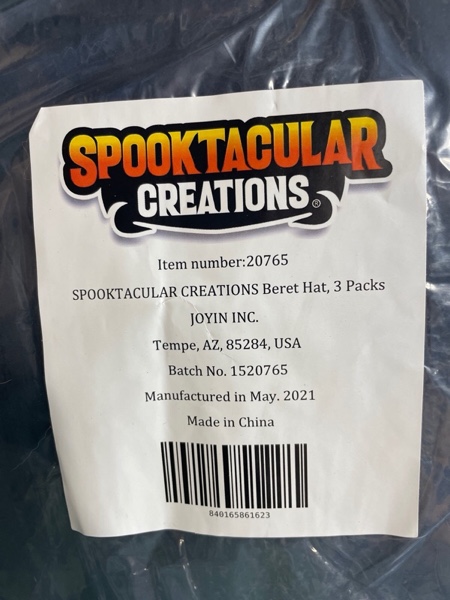 SPOOKTACULAR
CREATIONS®
Item number:20765
SPOOKTACULAR CREATIONS Beret Hat, 3 Packs
JOYIN INC.
Tempe, AZ, 85284, USA
Batch No. 1520765
Manufactured in May. 2021
Made in China
840165861623